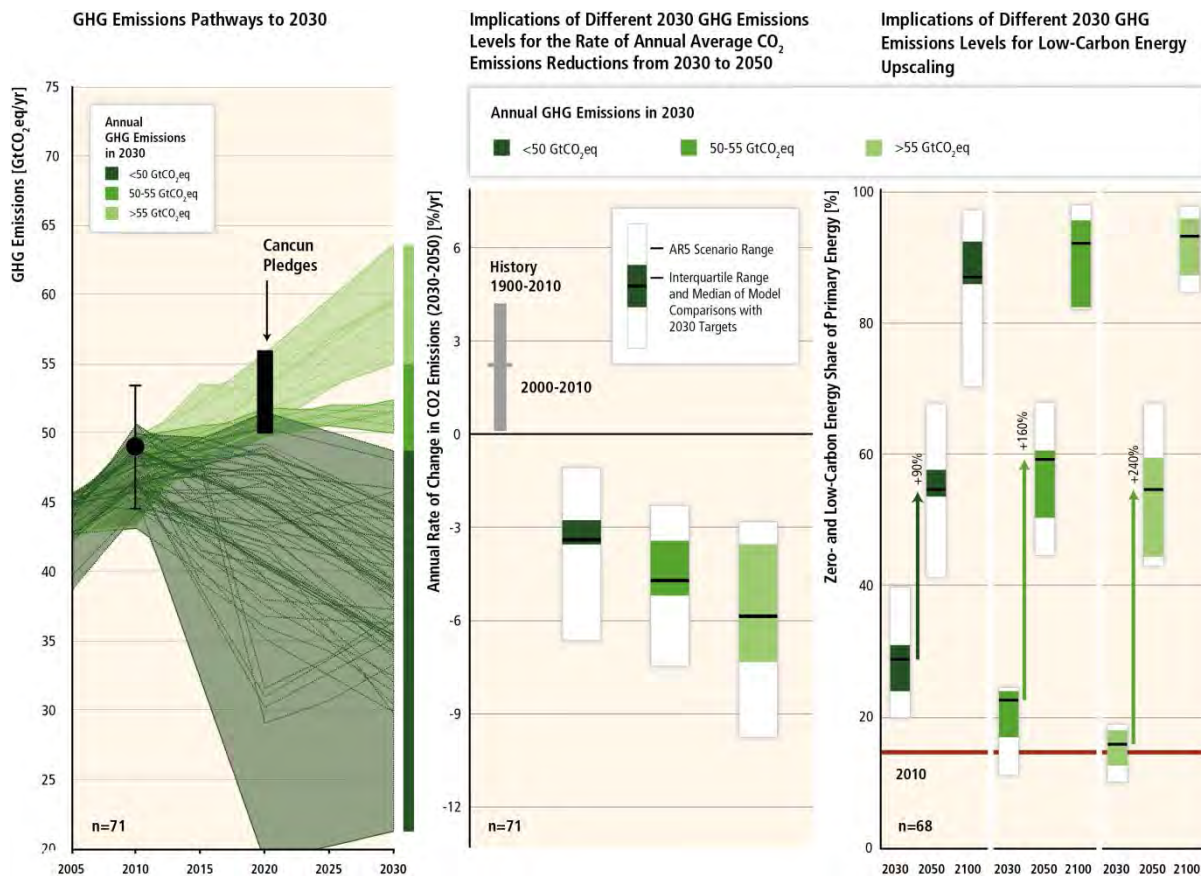 GHG Emissions Pathways to 2030
Implications of Different 2030 GHG Emissions
Levels for the Rate of Annual Average CO₂
Emissions Reductions from 2030 to 2050
Implications of Different 2030 GHG
Emissions Levels for Low-Carbon Energy
Upscaling
GHG Emissions [GtCO₂eq/yr]
75
70
65
60
55
50
45
40
35
30
25
20
Annual
GHG Emissions
in 2030
<50 GtCO₂eq
50-55 GtCO₂eq
>55 GtCO₂eq
Cancun
Pledges
n=71
2005
2010
2015
2020
2025
2030
Annual GHG Emissions in 2030
<50 GtCO₂eq
50-55 GtCO₂eq
>55 GtCO₂eq
Annual Rate of Change in CO2 Emissions (2030-2050) [%/yr]
6
3
0
-3
-6
-9
-12
History
1900-2010
2000-2010
AR5 Scenario Range
Interquartile Range
and Median of Model
Comparisons with
2030 Targets
n=71
Zero- and Low-Carbon Energy Share of Primary Energy [%]
100
80
60
40
20
0
+90%
+160%
+240%
2010
n=68
2030
2050
2100
2030
2050
2100
2030
2050
2100